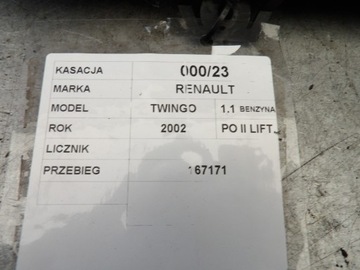 KASACJA 000/23
MARKA RENAULT
MODEL TWINGO 1.1 BENZYNA
ROK 2002 PO II LIFT
LICZNIK
PRZEBIEG 167171